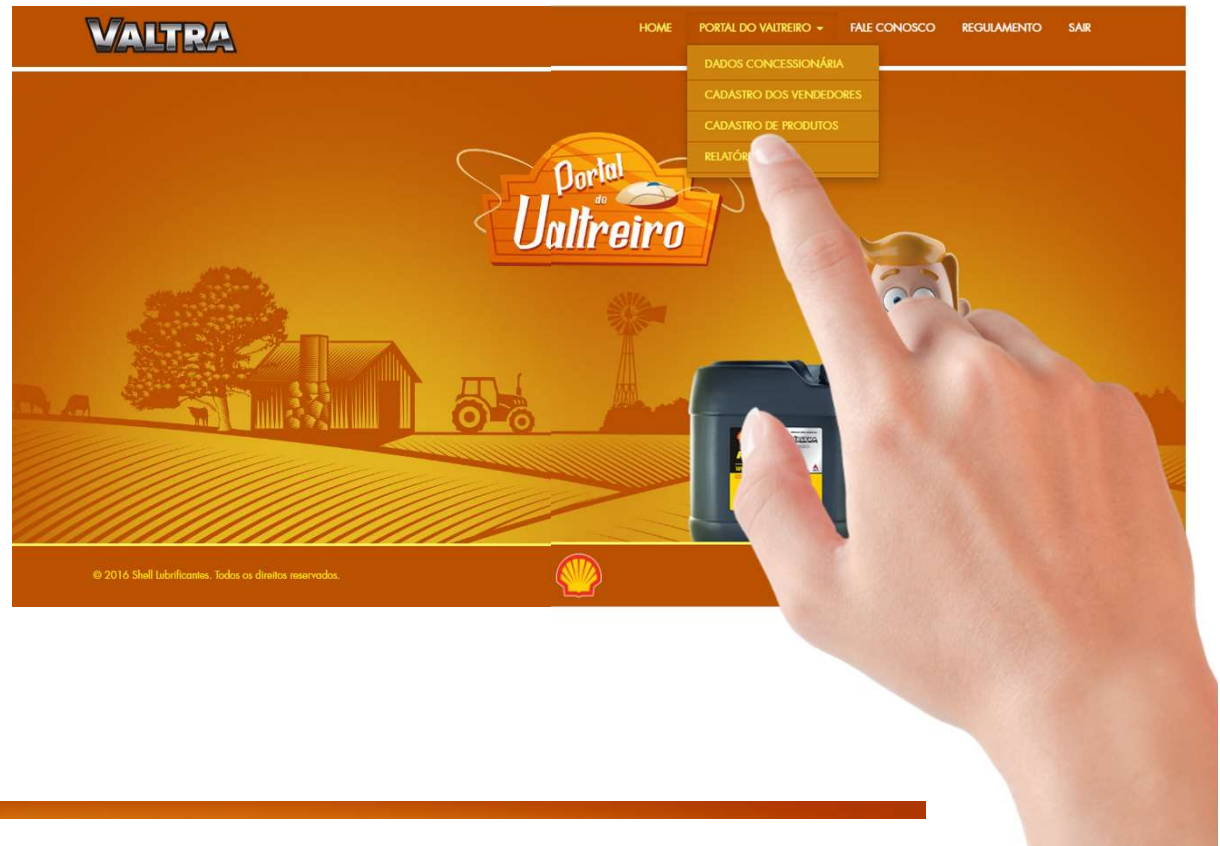 VALTRA
HOME PORTAL DO VALTREIRO FALE CONOSCO REGULAMENTO SAIR
DADOS CONCESSIONÁRIA
CADASTRO DOS VENDEDORES
CADASTRO DE PRODUTOS
Portal
do
Valtreiro
© 2016 Shell Lubrificantes. Todos os direitos reservados.